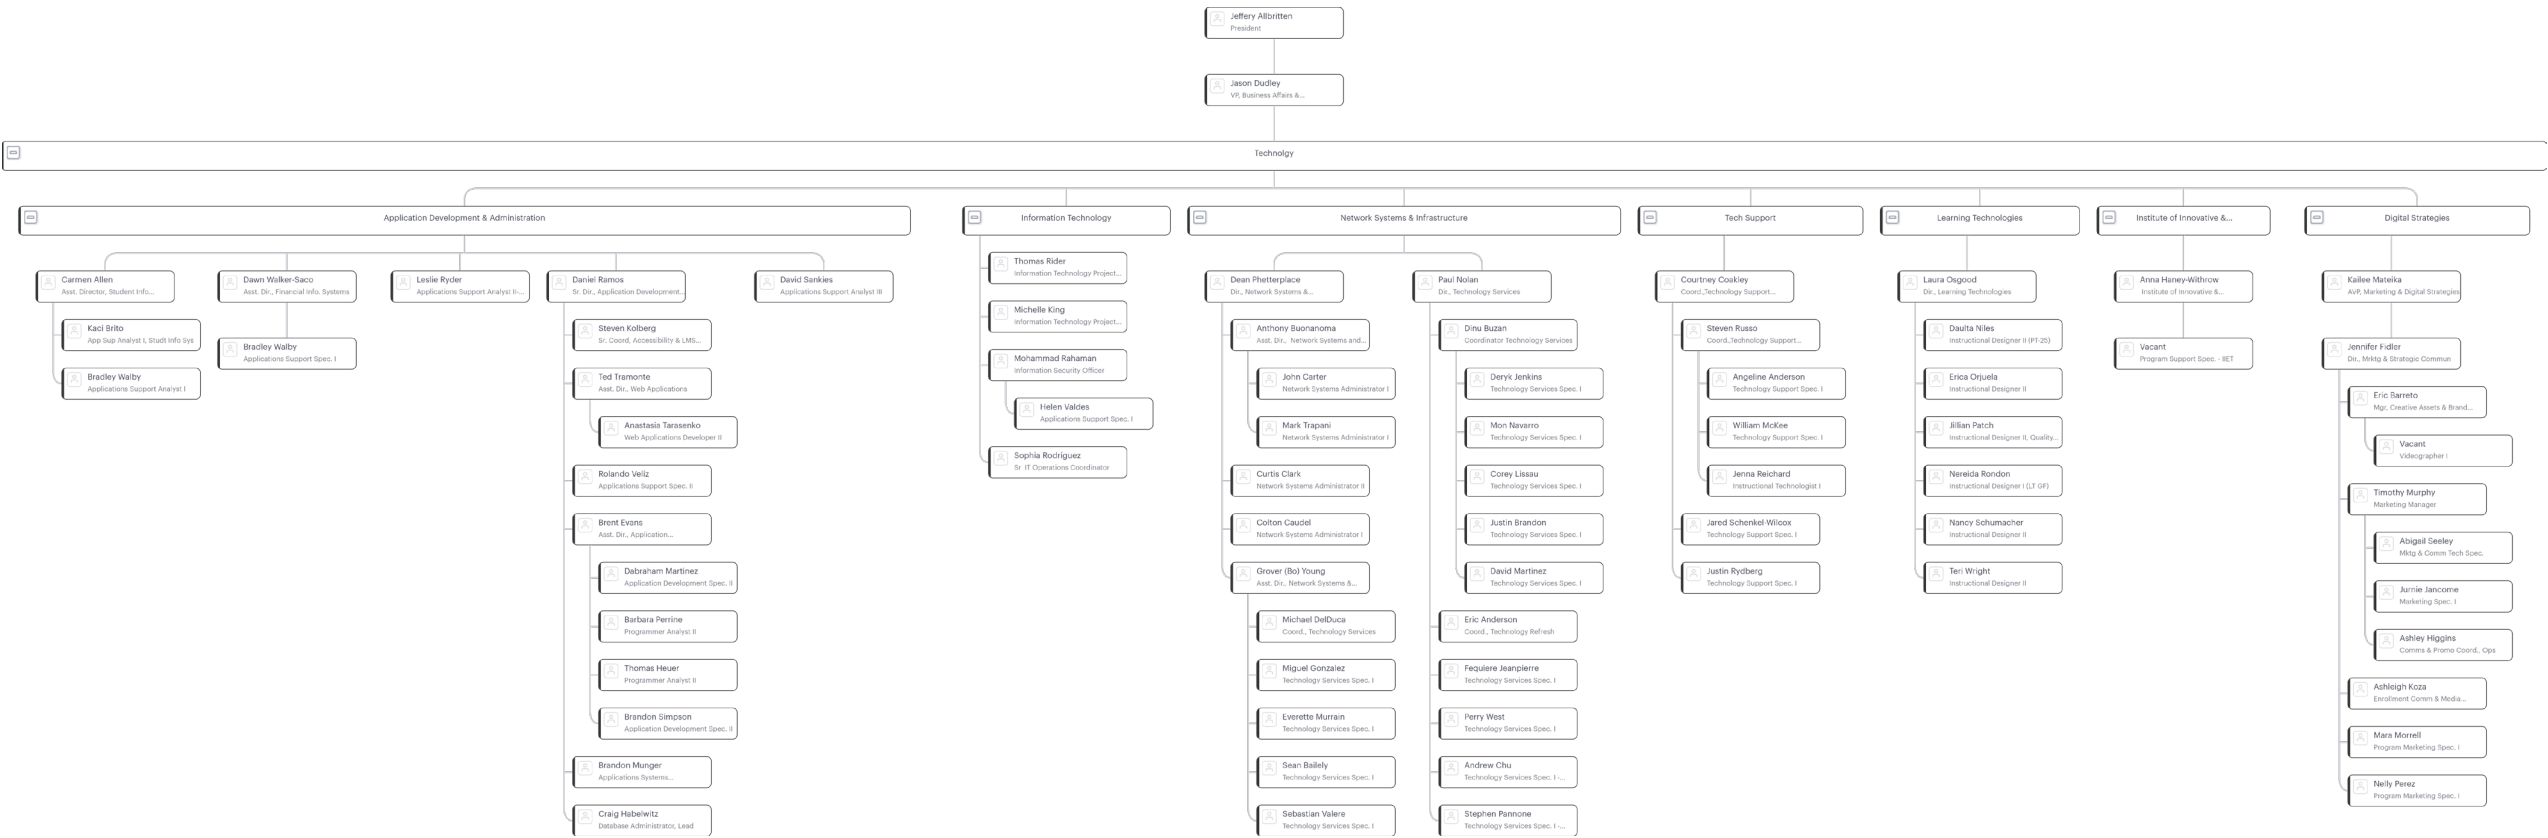 Jeffery Allbritten
President
Jason Dudley
VP, Business Affairs &...
Technolgy
Application Development & Administration
Carmen Allen
Asst. Director, Student Info...
Kaci Brito
App Sup Analyst I, Studt Info Sys
Bradley Walby
Applications Support Analyst I
Dawn Walker-Saco
Asst. Dir., Financial Info. Systems
Bradley Walby
Applications Support Spec. I
Leslie Ryder
Applications Support Analyst II-...
Daniel Ramos
Sr. Dir., Application Development...
Steven Kolberg
Sr. Coord, Accessibility & LMS...
Ted Tramonte
Asst. Dir., Web Applications
Anastasia Tarasenko
Web Applications Developer II
Rolando Veliz
Applications Support Spec. II
Brent Evans
Asst. Dir., Application...
Dabraham Martinez
Application Development Spec. II
Barbara Perrine
Programmer Analyst II
Thomas Heuer
Programmer Analyst II
Brandon Simpson
Application Development Spec. II
Brandon Munger
Applications Systems...
Craig Habelwitz
Database Administrator, Lead
David Sankies
Applications Support Analyst III
Information Technology
Thomas Rider
Information Technology Project...
Michelle King
Information Technology Project...
Mohammad Rahaman
Information Security Officer
Helen Valdes
Applications Support Spec. I
Sophia Rodriguez
Sr. IT Operations Coordinator
Network Systems & Infrastructure
Dean Phetterplace
Dir., Network Systems &...
Anthony Buonanoma
Asst. Dir., Network Systems and...
John Carter
Network Systems Administrator I
Mark Trapani
Network Systems Administrator I
Curtis Clark
Network Systems Administrator II
Colton Caudel
Network Systems Administrator I
Grover (Bo) Young
Asst. Dir., Network Systems &...
Michael DelDuca
Coord., Technology Services
Miguel Gonzalez
Technology Services Spec. I
Everette Murrain
Technology Services Spec. I
Sean Bailely
Technology Services Spec. I
Sebastian Valere
Technology Services Spec. I
Paul Nolan
Dir., Technology Services
Dinu Buzan
Coordinator Technology Services
Deryk Jenkins
Technology Services Spec. I
Mon Navarro
Technology Services Spec. I
Corey Lissau
Technology Services Spec. I
Justin Brandon
Technology Services Spec. I
David Martinez
Technology Services Spec. I
Eric Anderson
Coord., Technology Refresh
Fequiere Jeanpierre
Technology Services Spec. I
Perry West
Technology Services Spec. I
Andrew Chu
Technology Services Spec. I -...
Stephen Pannone
Technology Services Spec. I -...
Tech Support
Courtney Coakley
Coord.,Technology Support...
Steven Russo
Coord.,Technology Support...
Angeline Anderson
Technology Support Spec. I
William McKee
Technology Support Spec. I
Jenna Reichard
Instructional Technologist I
Jared Schenkel-Wilcox
Technology Support Spec. I
Justin Rydberg
Technology Support Spec. I
Learning Technologies
Laura Osgood
Dir., Learning Technologies
Daulta Niles
Instructional Designer II (PT-25)
Erica Orjuela
Instructional Designer II
Jillian Patch
Instructional Designer II, Quality...
Nereida Rondon
Instructional Designer I (LT GF)
Nancy Schumacher
Instructional Designer II
Teri Wright
Instructional Designer II
Institute of Innovative &...
Anna Haney-Withrow
Institute of Innovative &...
Vacant
Program Support Spec. - IIET
Digital Strategies
Kailee Mateika
AVP, Marketing & Digital Strategies
Jennifer Fidler
Dir., Mrktg & Strategic Commun
Eric Barreto
Mgr, Creative Assets & Brand...
Vacant
Videographer I
Timothy Murphy
Marketing Manager
Abigail Seeley
Mktg & Comm Tech Spec.
Jurnie Jancome
Marketing Spec. I
Ashley Higgins
Comms & Promo Coord., Ops
Ashleigh Koza
Enrollment Comm & Media...
Mara Morrell
Program Marketing Spec. I
Nelly Perez
Program Marketing Spec. I